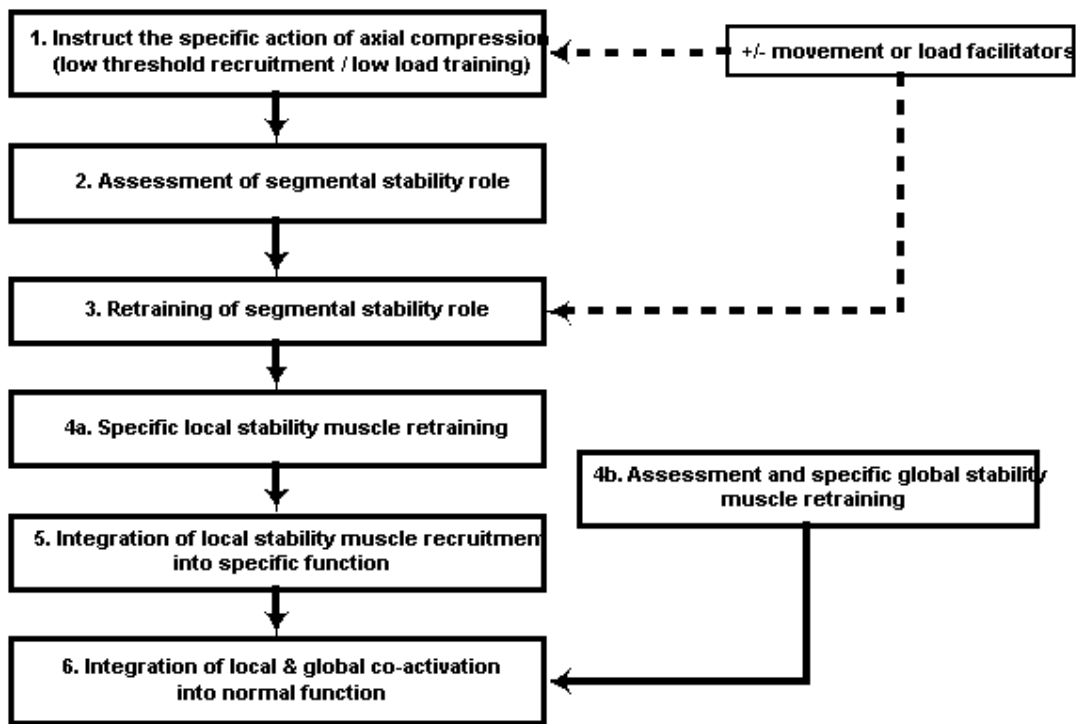 1. Instruct the specific action of axial compression
(low threshold recruitment / low load training)
+/- movement or load facilitators
2. Assessment of segmental stability role
3. Retraining of segmental stability role
4a. Specific local stability muscle retraining
4b. Assessment and specific global stability
muscle retraining
5. Integration of local stability muscle recruitment
into specific function
6. Integration of local & global co-activation
into normal function